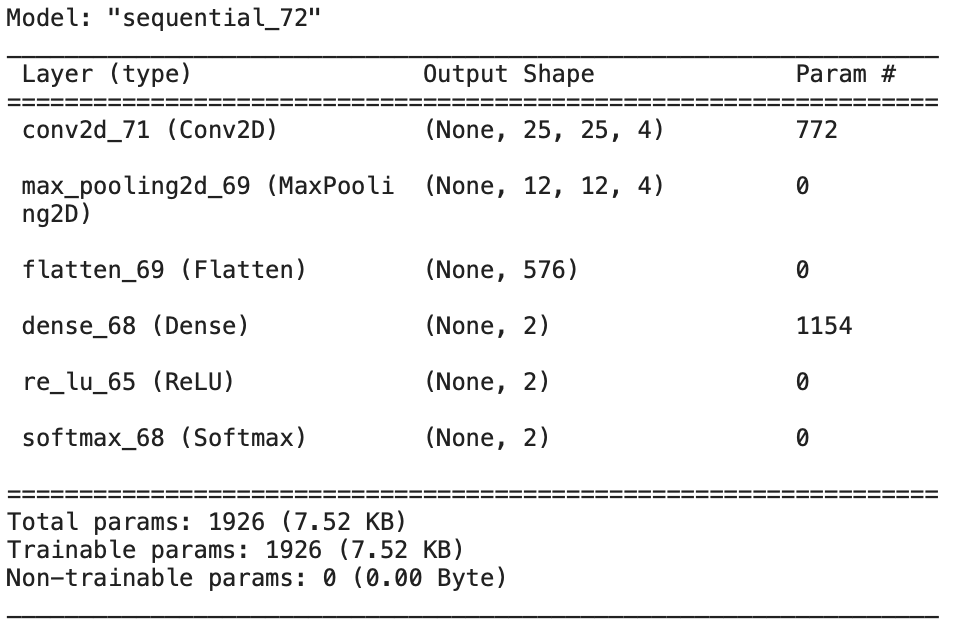 Model: "sequential_72"
Layer (type) Output Shape Param #
conv2d_71 (Conv2D) (None, 25, 25, 4) 772
max_pooling2d_69 (MaxPooli (None, 12, 12, 4) 0
ng2D)
flatten_69 (Flatten) (None, 576) 0
dense_68 (Dense) (None, 2) 1154
re_lu_65 (ReLU) (None, 2) 0
softmax_68 (Softmax) (None, 2) 0
Total params: 1926 (7.52 KB)
Trainable params: 1926 (7.52 KB)
Non-trainable params: 0 (0.00 Byte)